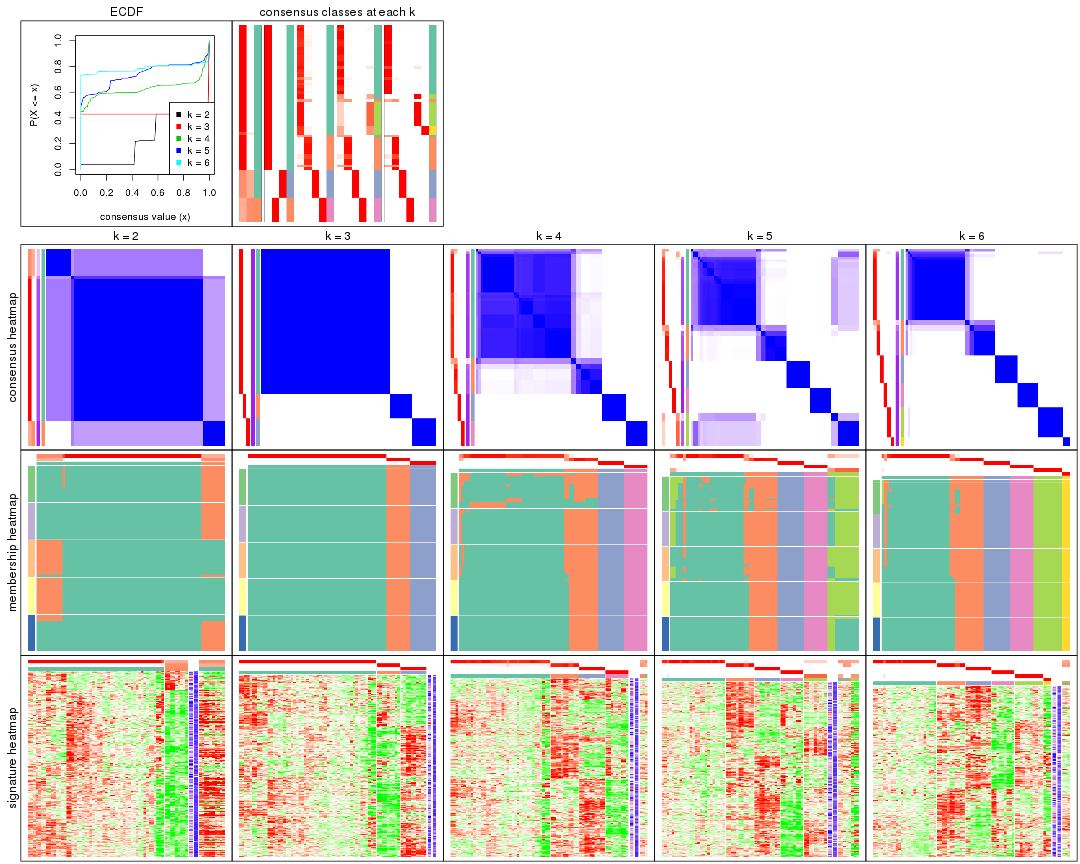 ECDF
consensus classes at each k
P(X <= x)
0.0 0.2 0.4 0.6 0.8 1.0
k = 2
k = 3
k = 4
k = 5
k = 6
0.0 0.2 0.4 0.6 0.8 1.0
consensus value (x)
k = 2
k = 3
k = 4
k = 5
k = 6
consensus heatmap
membership heatmap
signature heatmap